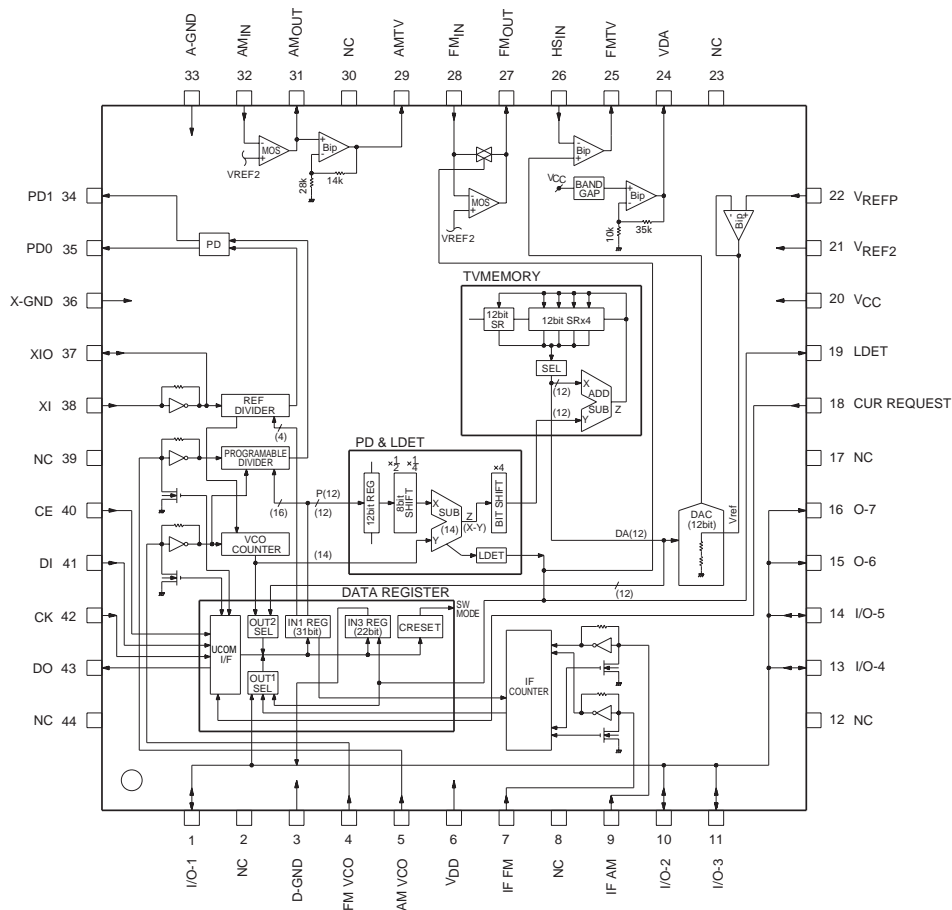 A-GND
AMIN
AMOUT
NC
AMTV
FMIN
FMOUT
HSIN
FMTV
VDA
NC
33
32
31
30
29
28
27
26
25
24
23
MOS
VREF2
Bip
28k
14k
MOS
VREF2
Bip
VCC
BAND
GAP
Bip
10k
35k
Bip
PD1 34
PD0 35
X-GND 36
XIO 37
XI 38
NC 39
CE 40
DI 41
CK 42
DO 43
NC 44
22 VREFP
21 VREF2
20 VCC
19 LDET
18 CUR REQUEST
17 NC
16 O-7
15 O-6
14 I/O-5
13 I/O-4
12 NC
PD
TVMEMORY
12bit
SR
12bit SRx4
SEL
(12)
(12)
X
Y
ADD
SUB
Z
REF
DIVIDER
(4)
PROGRAMABLE
DIVIDER
(16)
P(12)
(12)
VCO
COUNTER
(14)
PD & LDET
×1/2 ×1/4
×4
12bit REG
8bit
SHIFT
X
Y
SUB
(14)
Z
(X-Y)
BIT SHIFT
LDET
DA(12)
DAC
(12bit)
Vref
(12)
DATA REGISTER
UCOM
I/F
OUT2
SEL
IN1 REG
(31bit)
IN3 REG
(22bit)
CRESET
SW
MODE
OUT1
SEL
IF
COUNTER
1
2
3
4
5
6
7
8
9
10
11
I/O-1
NC
D-GND
FM VCO
AM VCO
VDD
IF FM
NC
IF AM
I/O-2
I/O-3